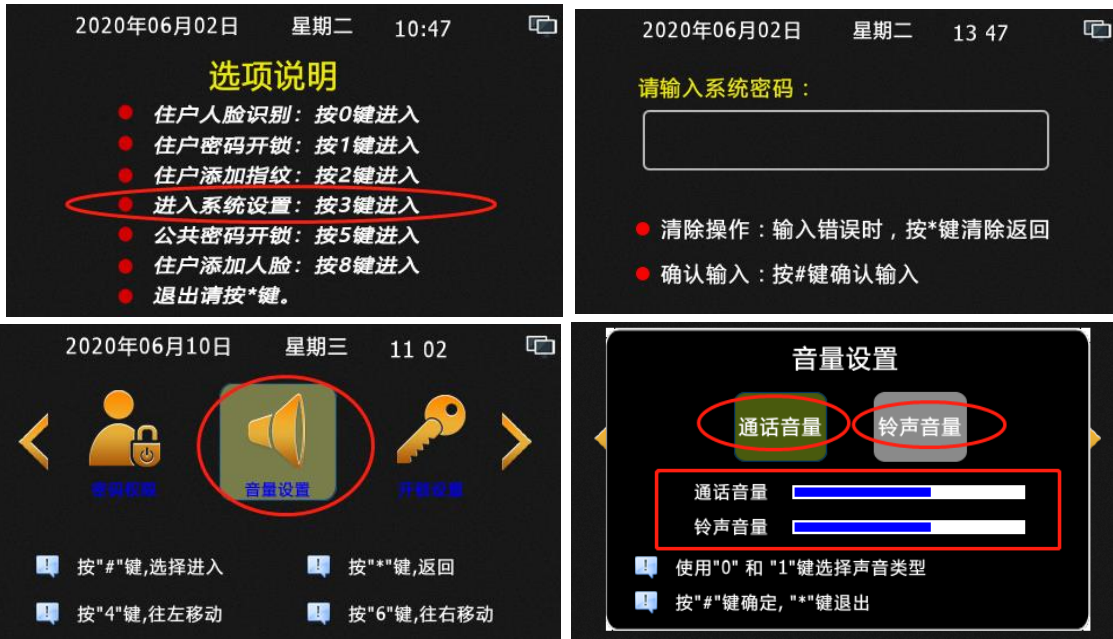 2020年06月02日 星期二 10:47
选项说明
住户人脸识别：按0键进入
住户密码开锁：按1键进入
住户添加指纹：按2键进入
进入系统设置：按3键进入
公共密码开锁：按5键进入
住户添加人脸：按8键进入
退出请按*键。
2020年06月02日 星期二 13 47
请输入系统密码：
清除操作：输入错误时，按*键清除返回
确认输入：按#键确认输入
2020年06月10日 星期三 11 02
密码权限 音量设置 开锁设置
按"#"键,选择进入 按"*"键,返回
按"4"键,往左移动 按"6"键,往右移动
音量设置
通话音量 铃声音量
通话音量
铃声音量
使用"0" 和 "1"键选择声音类型
按"#"键确定, "*"键退出